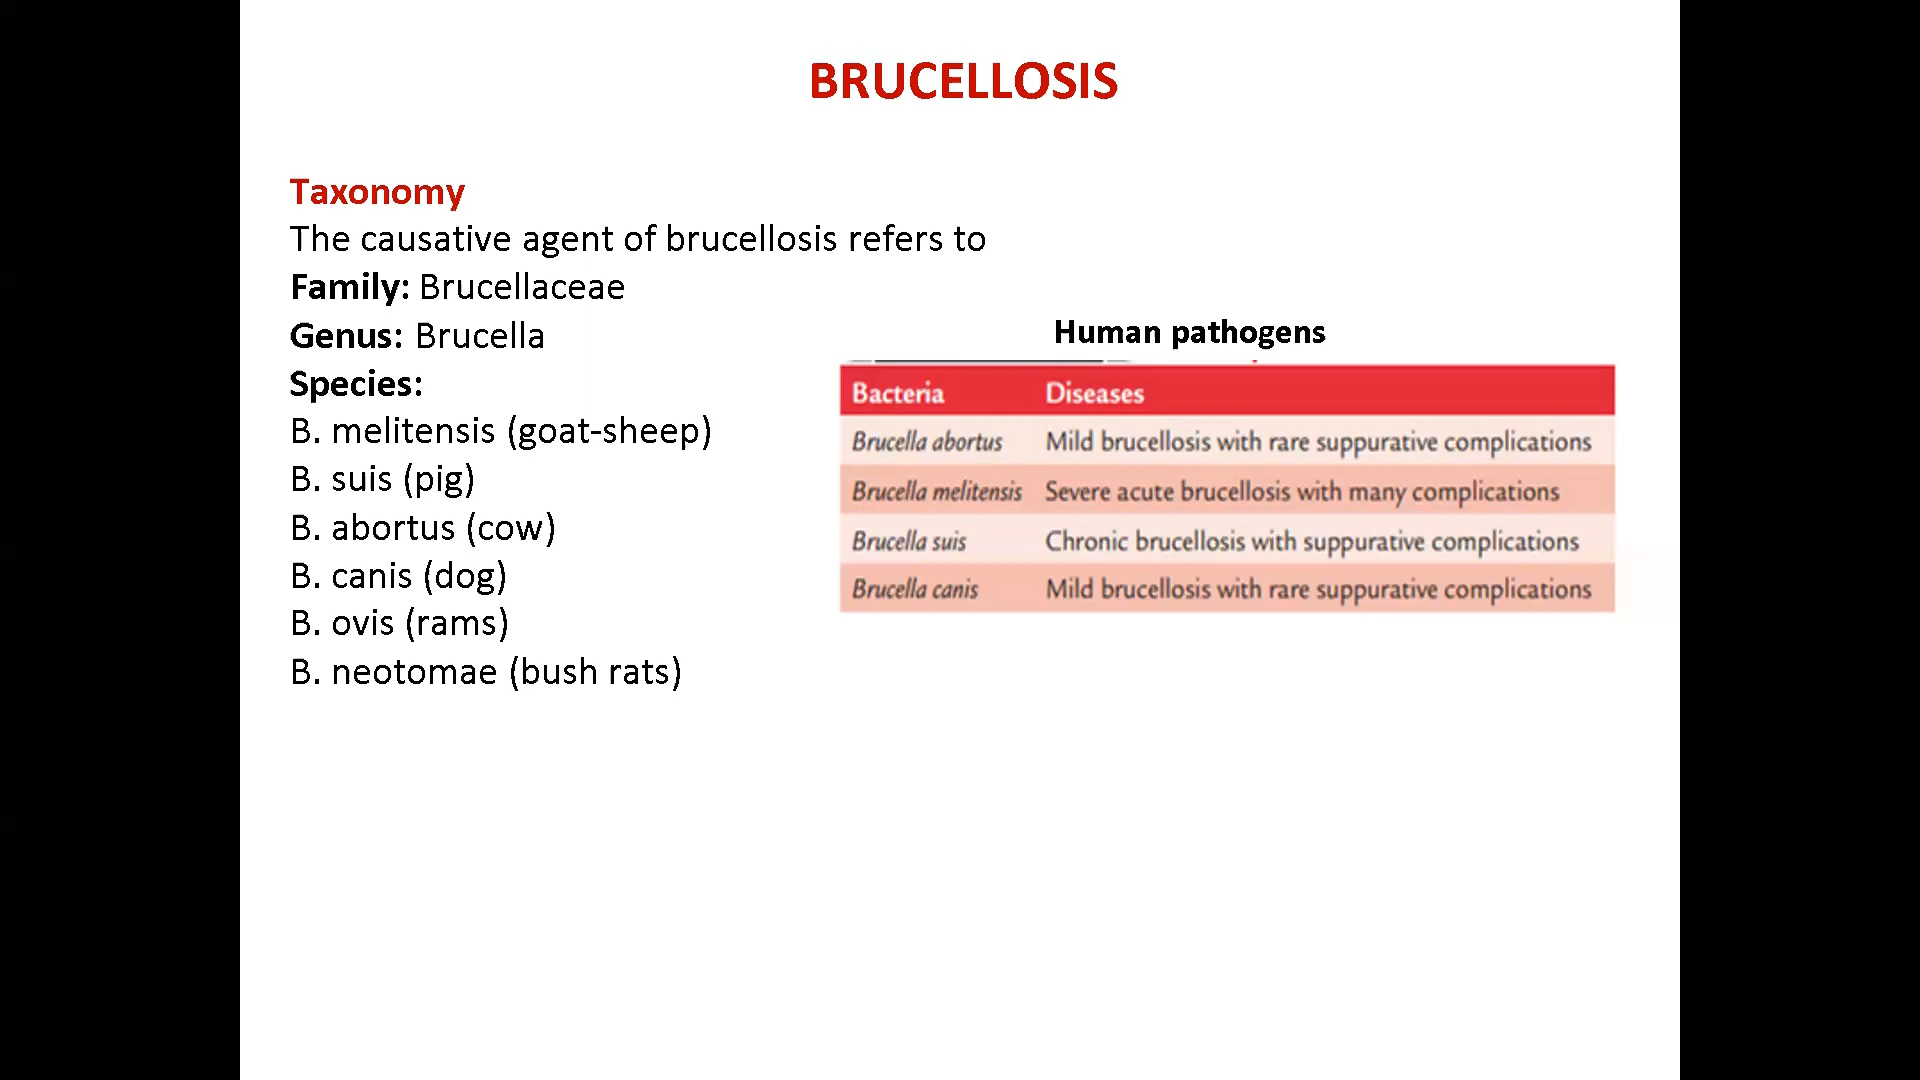 BRUCELLOSIS
Taxonomy
The causative agent of brucellosis refers to
Family: Brucellaceae
Genus: Brucella
Species:
B. melitensis (goat-sheep)
B. suis (pig)
B. abortus (cow)
B. canis (dog)
B. ovis (rams)
B. neotomae (bush rats)
Human pathogens
Bacteria Diseases
Brucella abortus Mild brucellosis with rare suppurative complications
Brucella melitensis Severe acute brucellosis with many complications
Brucella suis Chronic brucellosis with suppurative complications
Brucella canis Mild brucellosis with rare suppurative complications